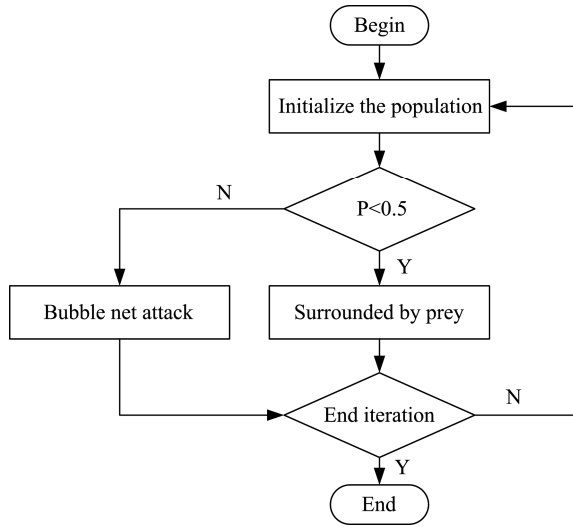 Begin
Initialize the population
P<0.5
N
Y
Bubble net attack
Surrounded by prey
End iteration
N
Y
End